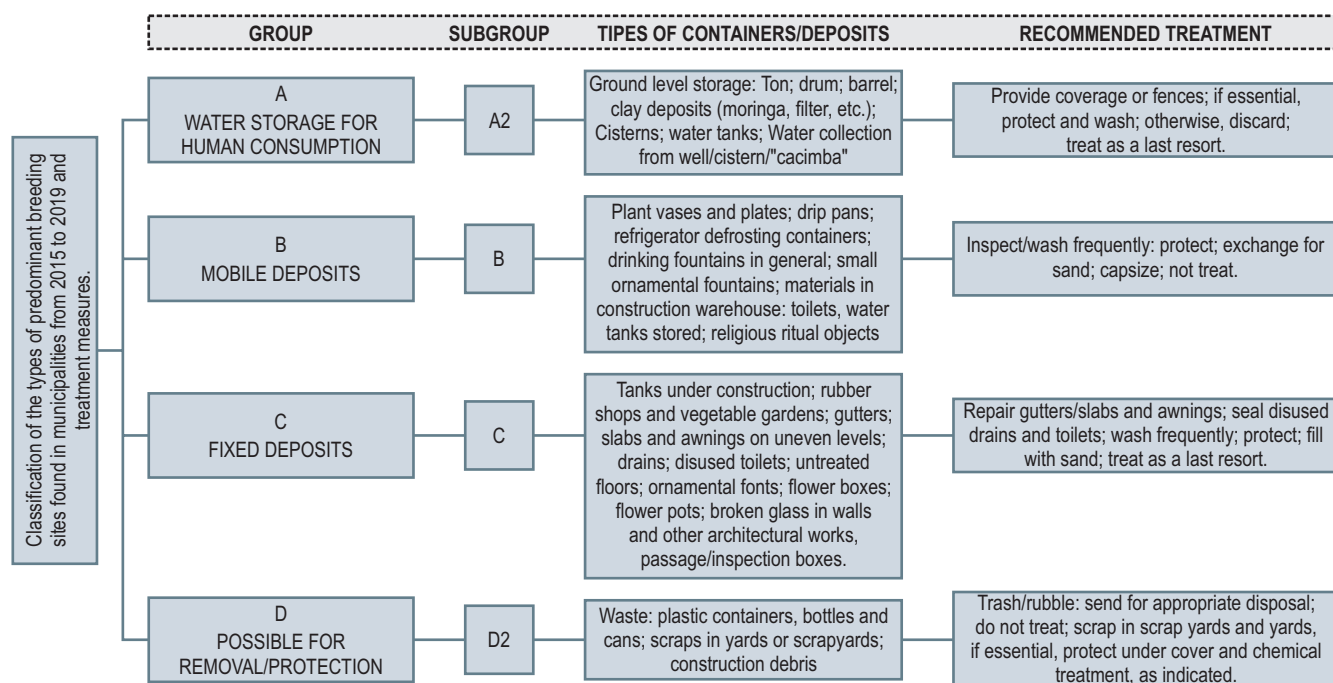 GROUP
SUBGROUP
TIPES OF CONTAINERS/DEPOSITS
RECOMMENDED TREATMENT
Classification of the types of predominant breeding
sites found in municipalities from 2015 to 2019 and
treatment measures.
A
WATER STORAGE FOR
HUMAN CONSUMPTION
A2
Ground level storage: Ton; drum; barrel;
clay deposits (moringa, filter, etc.);
Cisterns; water tanks; Water collection
from well/cistern/"cacimba"
Provide coverage or fences; if essential,
protect and wash; otherwise, discard;
treat as a last resort.
B
MOBILE DEPOSITS
B
Plant vases and plates; drip pans;
refrigerator defrosting containers;
drinking fountains in general; small
ornamental fountains; materials in
construction warehouse: toilets, water
tanks stored; religious ritual objects
Inspect/wash frequently: protect; exchange for
sand; capsize; not treat.
C
FIXED DEPOSITS
C
Tanks under construction; rubber
shops and vegetable gardens; gutters;
slabs and awnings on uneven levels;
drains; disused toilets; untreated
floors; ornamental fonts; flower boxes;
flower pots; broken glass in walls
and other architectural works,
passage/inspection boxes.
Repair gutters/slabs and awnings; seal disused
drains and toilets; wash frequently; protect; fill
with sand; treat as a last resort.
D
POSSIBLE FOR
REMOVAL/PROTECTION
D2
Waste: plastic containers, bottles and
cans; scraps in yards or scrapyards;
construction debris
Trash/rubble: send for appropriate disposal;
do not treat; scrap in scrap yards and yards,
if essential, protect under cover and chemical
treatment, as indicated.